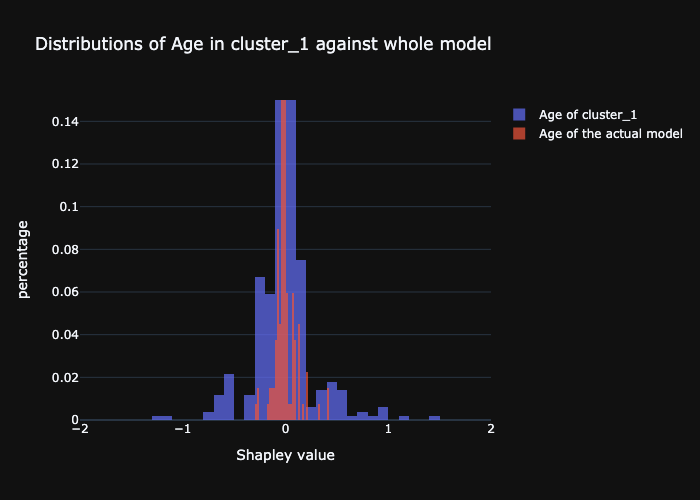 Distributions of Age in cluster_1 against whole model
Age of cluster_1
Age of the actual model
percentage
0.14
0.12
0.1
0.08
0.06
0.04
0.02
0
−2
−1
0
1
2
Shapley value